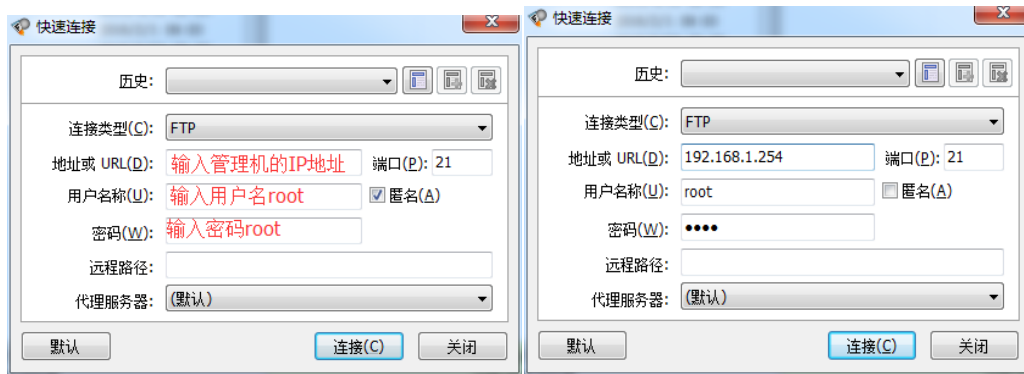 快速连接
历史:
连接类型(C): FTP
地址或 URL(D): 输入管理机的IP地址 端口(P): 21
用户名称(U): 输入用户名root 匿名(A)
密码(W): 输入密码root
远程路径:
代理服务器: (默认)
默认 连接(C) 关闭
快速连接
历史:
连接类型(C): FTP
地址或 URL(D): 192.168.1.254 端口(P): 21
用户名称(U): root 匿名(A)
密码(W): ••••
远程路径:
代理服务器: (默认)
默认 连接(C) 关闭